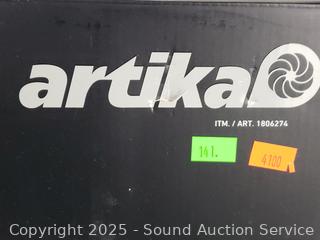 artika
ITM. / ART. 1806274
141.
4100
Copyright © 2025 - Sound Auction Service